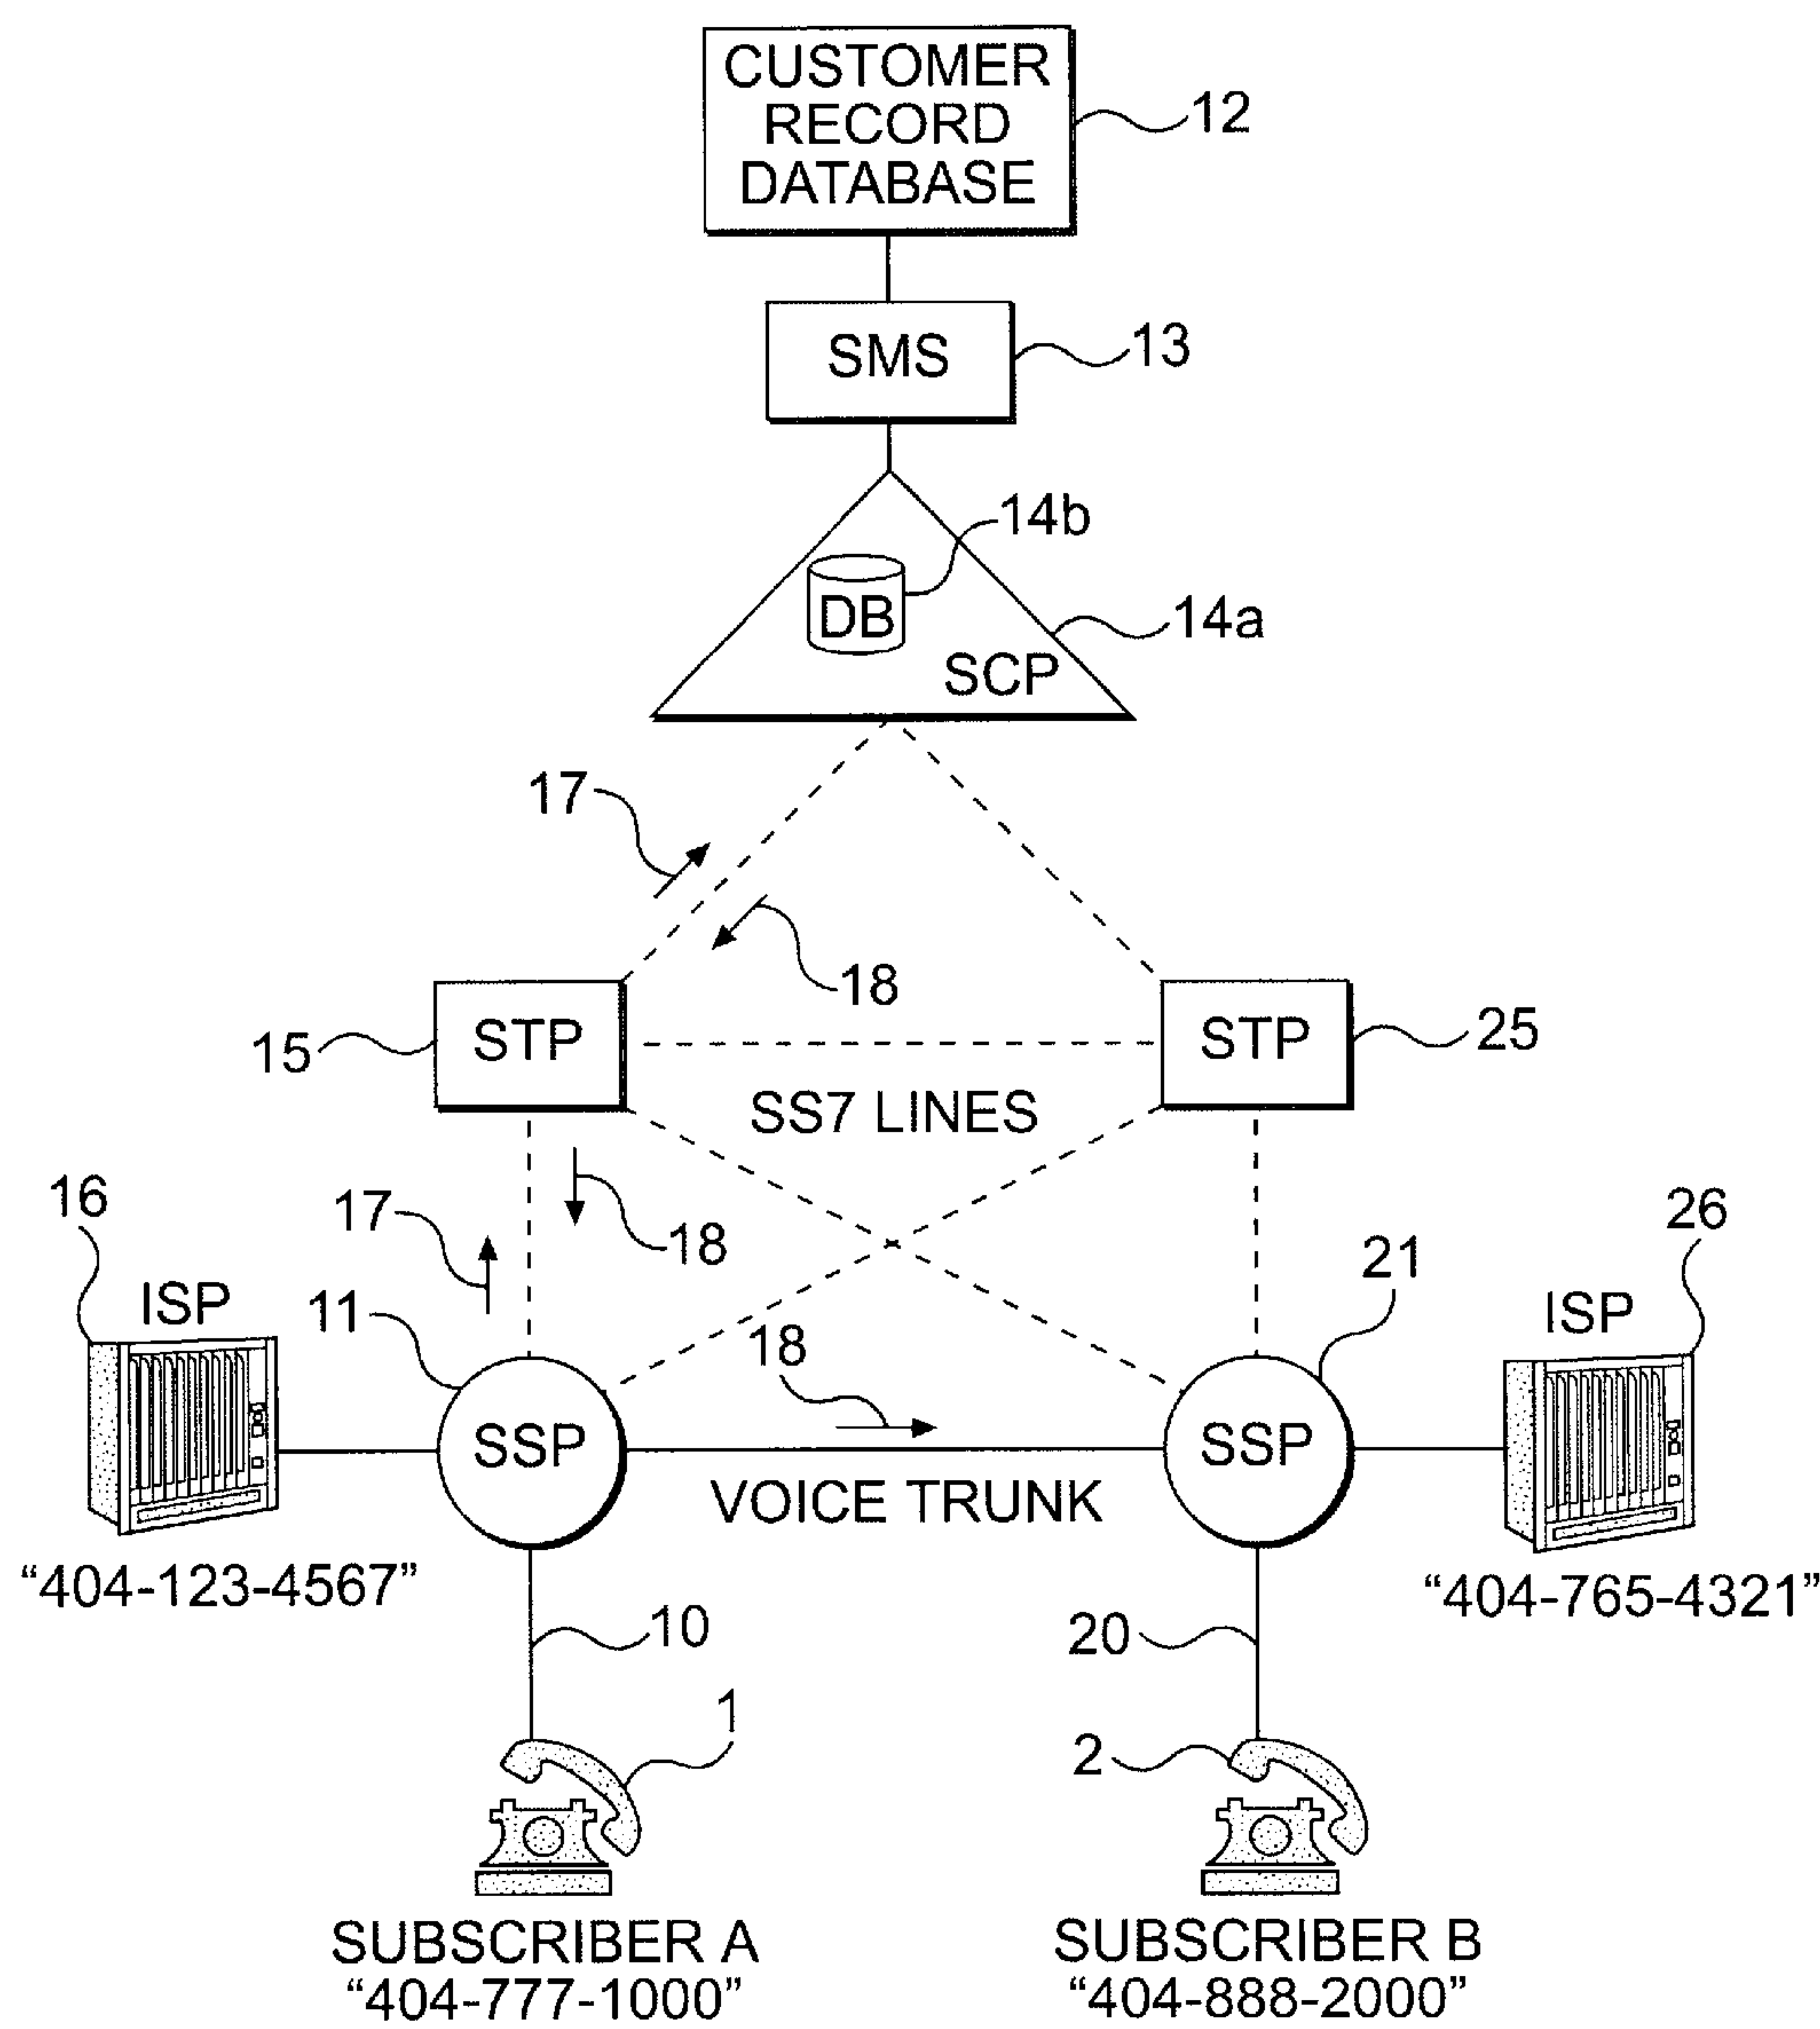 CUSTOMER
RECORD
DATABASE
12
SMS
13
14b
DB
14a
SCP
17
18
STP
15
STP
25
SS7 LINES
16
17
18
26
ISP
11
21
ISP
18
SSP
SSP
VOICE TRUNK
“404-123-4567”
“404-765-4321”
10
20
1
2
SUBSCRIBER A
“404-777-1000”
SUBSCRIBER B
“404-888-2000”